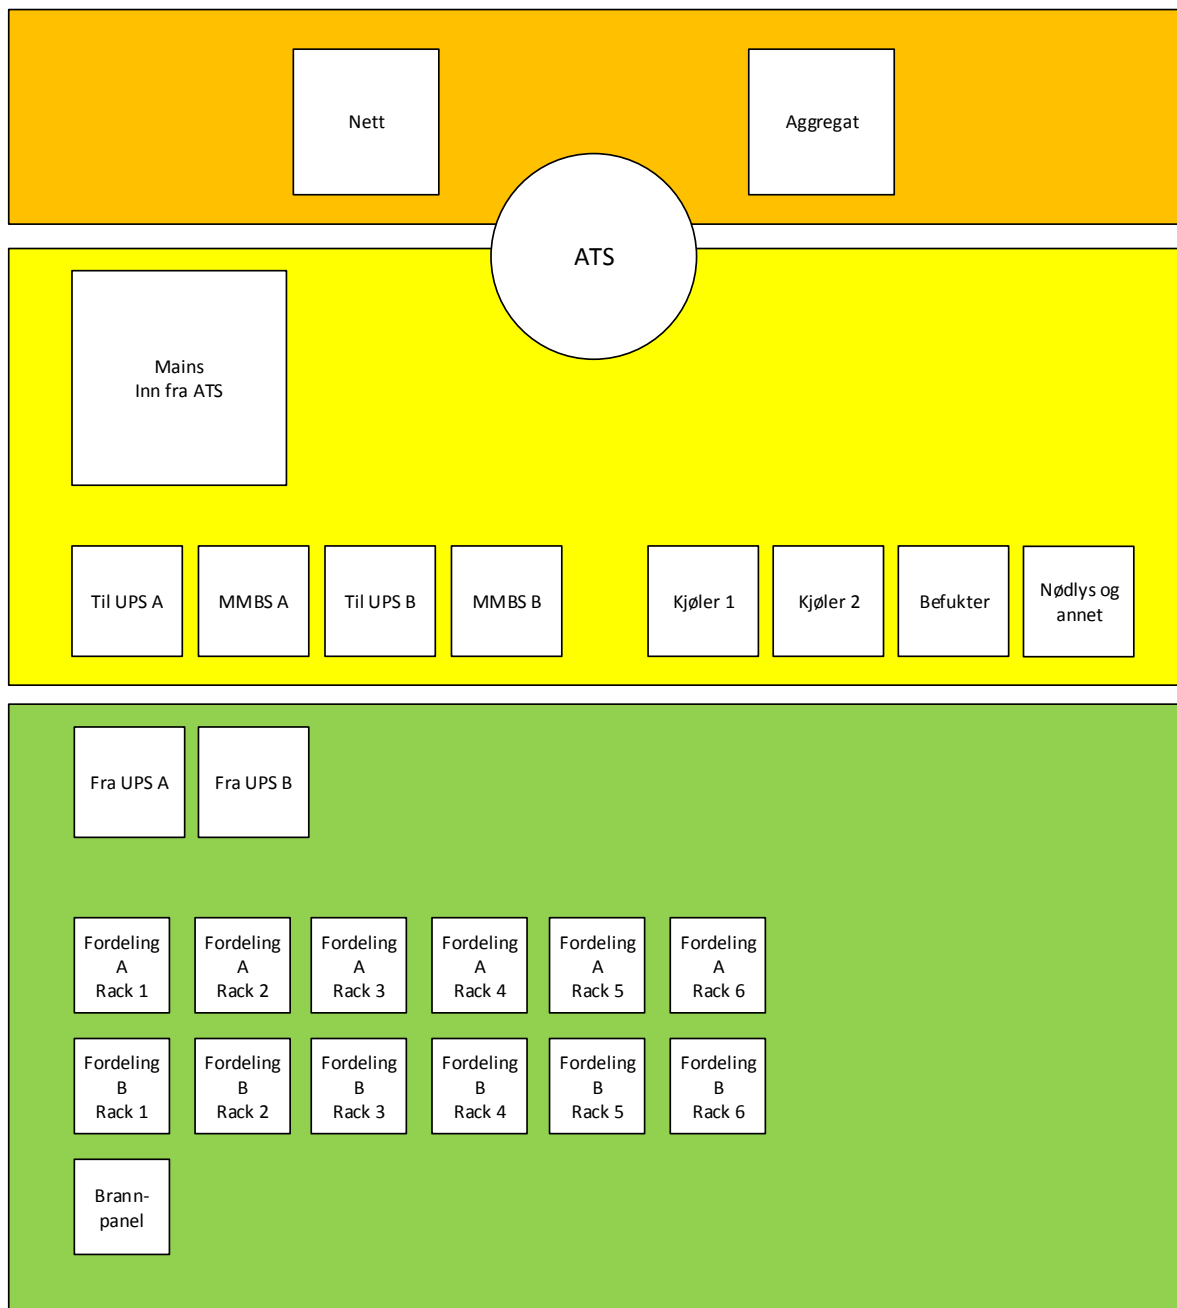 Nett
Aggregat
ATS
Mains
Inn fra ATS
Til UPS A
MMBS A
Til UPS B
MMBS B
Kjøler 1
Kjøler 2
Befukter
Nødlys og
annet
Fra UPS A
Fra UPS B
Fordeling
A
Rack 1
Fordeling
A
Rack 2
Fordeling
A
Rack 3
Fordeling
A
Rack 4
Fordeling
A
Rack 5
Fordeling
A
Rack 6
Fordeling
B
Rack 1
Fordeling
B
Rack 2
Fordeling
B
Rack 3
Fordeling
B
Rack 4
Fordeling
B
Rack 5
Fordeling
B
Rack 6
Brann-
panel